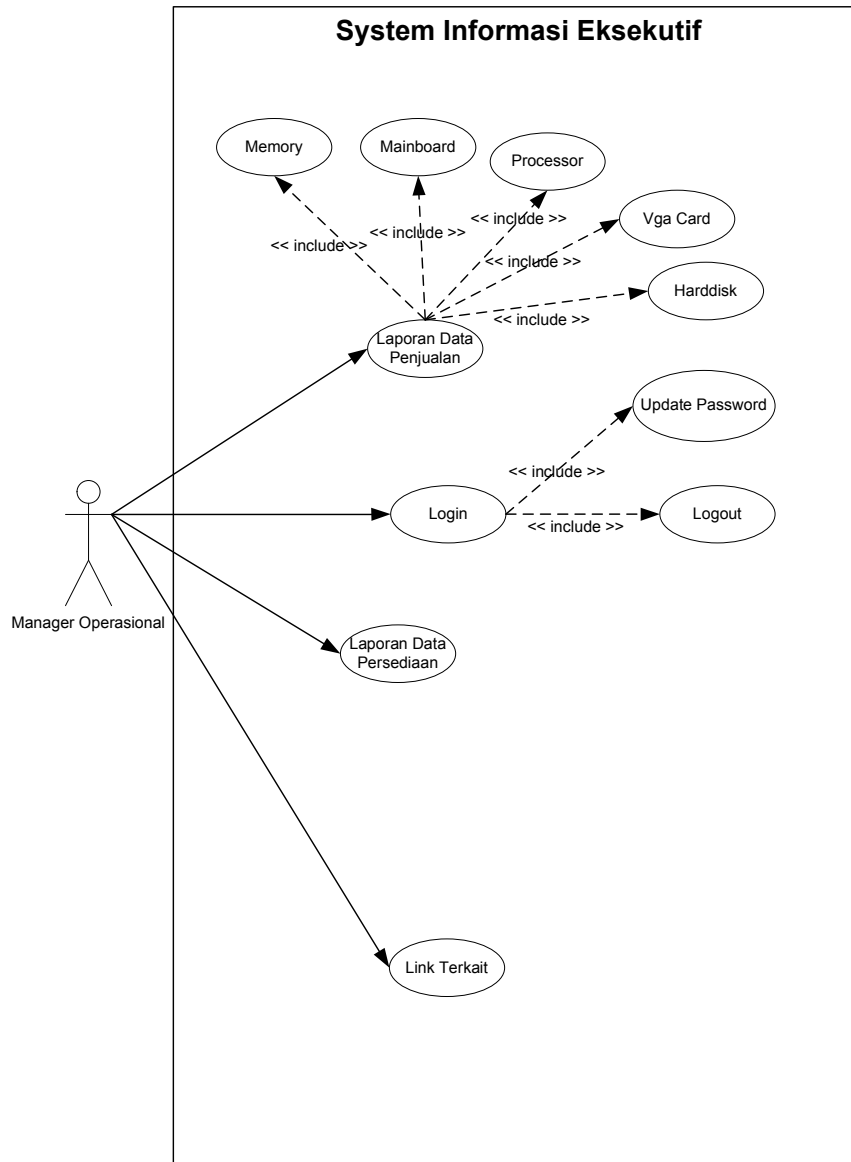 System Informasi Eksekutif
Memory
Mainboard
Processor
Vga Card
Harddisk
<< include >>
<< include >>
<< include >>
<< include >>
<< include >>
Laporan Data
Penjualan
Update Password
<< include >>
Login
<< include >>
Logout
Manager Operasional
Laporan Data
Persediaan
Link Terkait